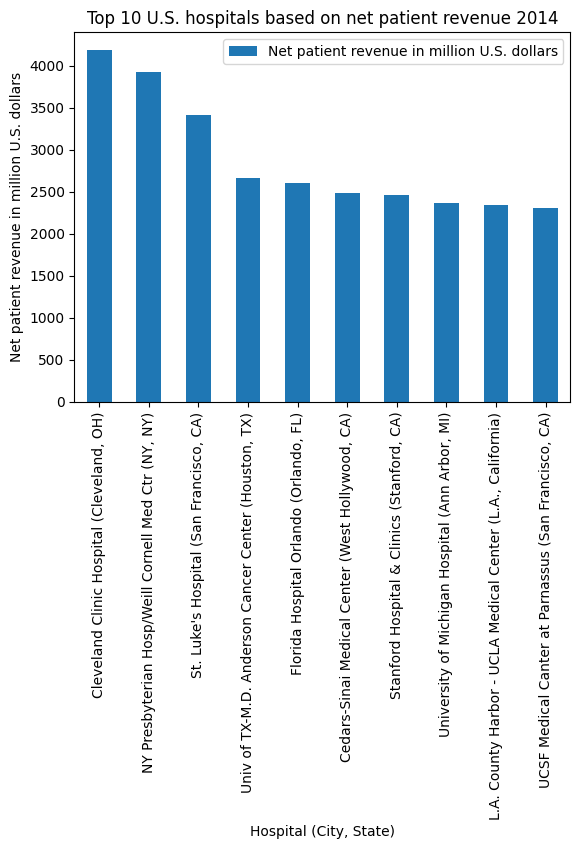 Top 10 U.S. hospitals based on net patient revenue 2014
Net patient revenue in million U.S. dollars
Net patient revenue in million U.S. dollars
4000
3500
3000
2500
2000
1500
1000
500
0
Cleveland Clinic Hospital (Cleveland, OH)
NY Presbyterian Hosp/Weill Cornell Med Ctr (NY, NY)
St. Luke's Hospital (San Francisco, CA)
Univ of TX-M.D. Anderson Cancer Center (Houston, TX)
Florida Hospital Orlando (Orlando, FL)
Cedars-Sinai Medical Center (West Hollywood, CA)
Stanford Hospital & Clinics (Stanford, CA)
University of Michigan Hospital (Ann Arbor, MI)
L.A. County Harbor - UCLA Medical Center (L.A., California)
UCSF Medical Canter at Parnassus (San Francisco, CA)
Hospital (City, State)